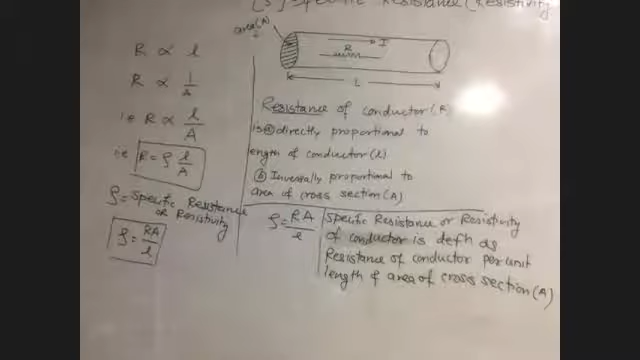 [ρ] = Specific Resistance (Resistivity
area(A)
I
R
L
R ∝ l
R ∝ 1/A
ie R ∝ l/A
ie R = ρ l/A
ρ = Specific Resistance
or Resistivity
ρ = RA/l
Resistance of conductor (R)
is ⓐ directly proportional to
length of conductor (l).
ⓑ Inversally proportional to
area of cross section (A)
ρ = RA/l
Specific Resistance or Resistivity
of conductor is defn as
Resistance of conductor per unit
length & area of cross section (A)